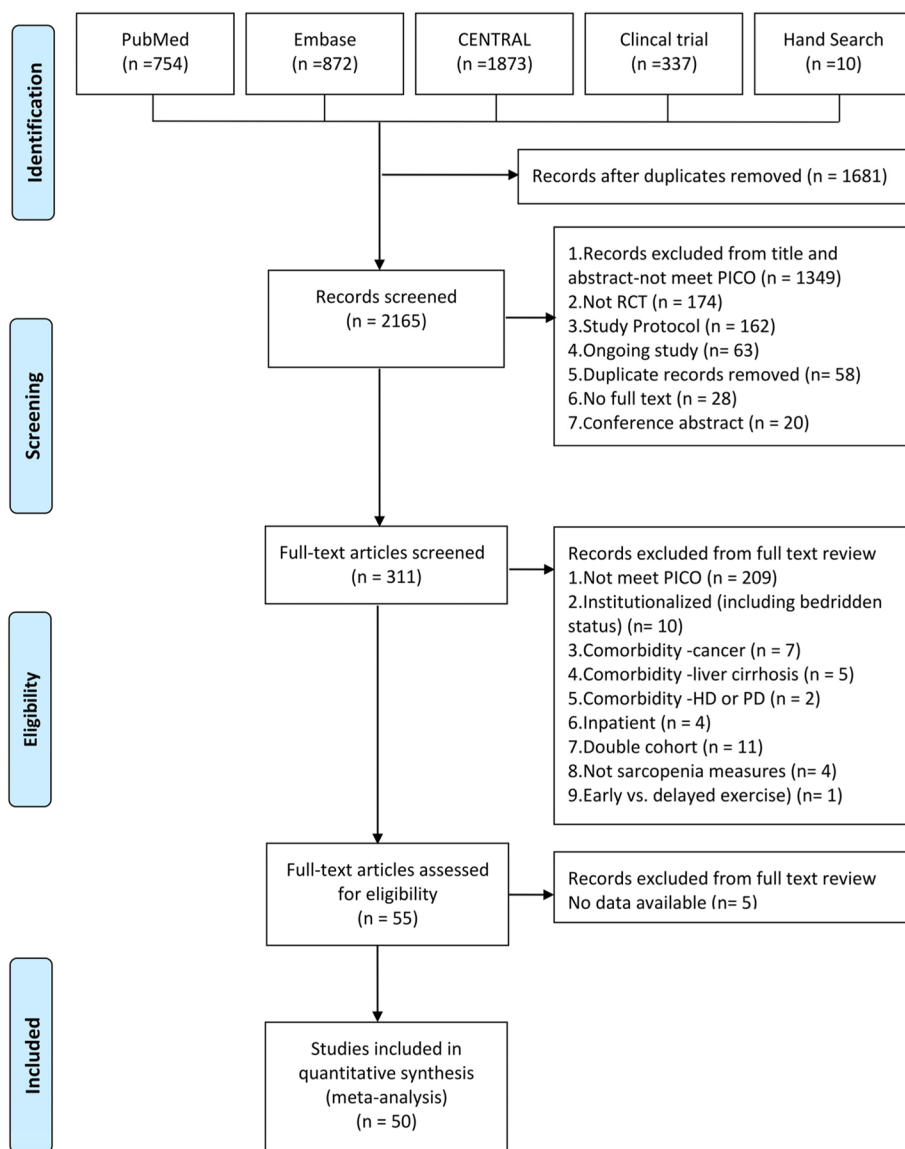 PubMed
(n =754)
Embase
(n =872)
CENTRAL
(n =1873)
Clincal trial
(n =337)
Hand Search
(n =10)
Identification
Records after duplicates removed (n = 1681)
Records screened
(n = 2165)
1.Records excluded from title and
abstract-not meet PICO (n = 1349)
2.Not RCT (n = 174)
3.Study Protocol (n = 162)
4.Ongoing study (n= 63)
5.Duplicate records removed (n= 58)
6.No full text (n = 28)
7.Conference abstract (n = 20)
Screening
Full-text articles screened
(n = 311)
Records excluded from full text review
1.Not meet PICO (n = 209)
2.Institutionalized (including bedridden
status) (n= 10)
3.Comorbidity -cancer (n = 7)
4.Comorbidity -liver cirrhosis (n = 5)
5.Comorbidity -HD or PD (n = 2)
6.Inpatient (n = 4)
7.Double cohort (n = 11)
8.Not sarcopenia measures (n= 4)
9.Early vs. delayed exercise) (n= 1)
Eligibility
Full-text articles assessed
for eligibility
(n = 55)
Records excluded from full text review
No data available (n= 5)
Included
Studies included in
quantitative synthesis
(meta-analysis)
(n = 50)